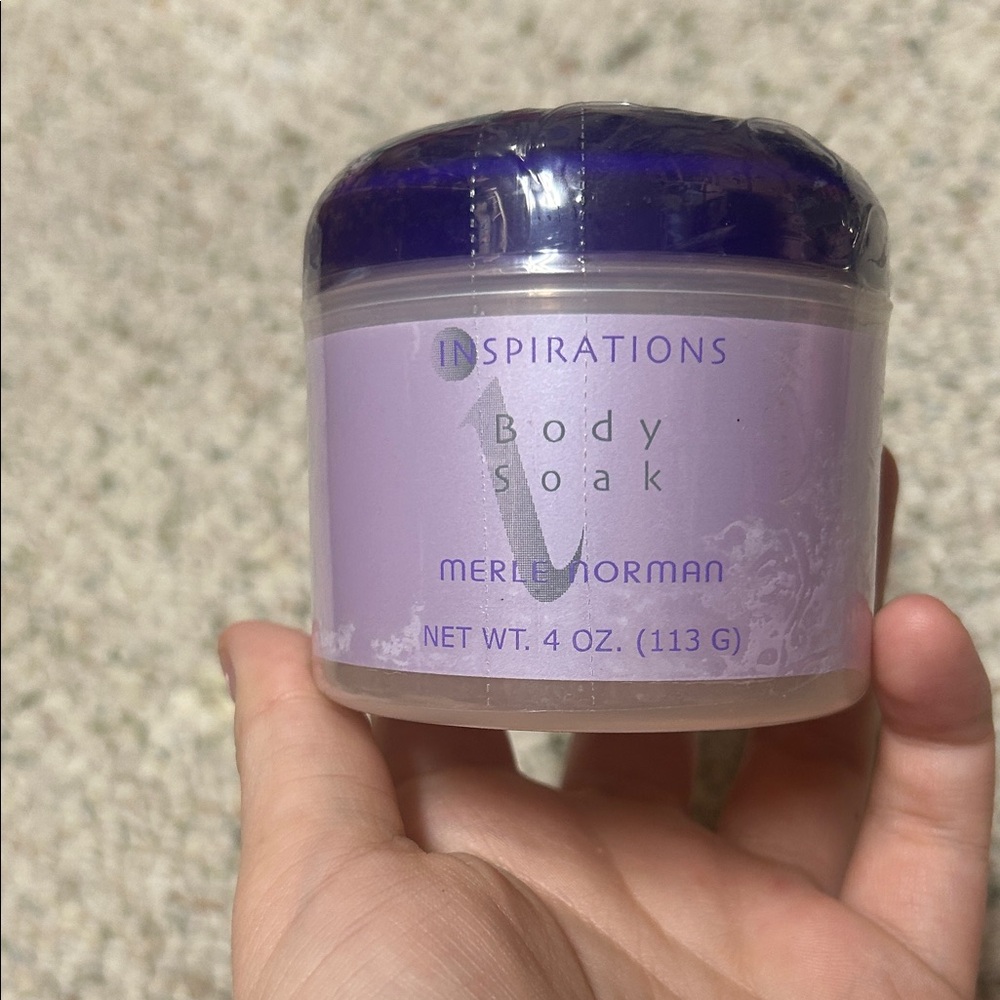 INSPIRATIONS
Body
Soak
MERLE NORMAN
NET WT. 4 OZ. (113 G)